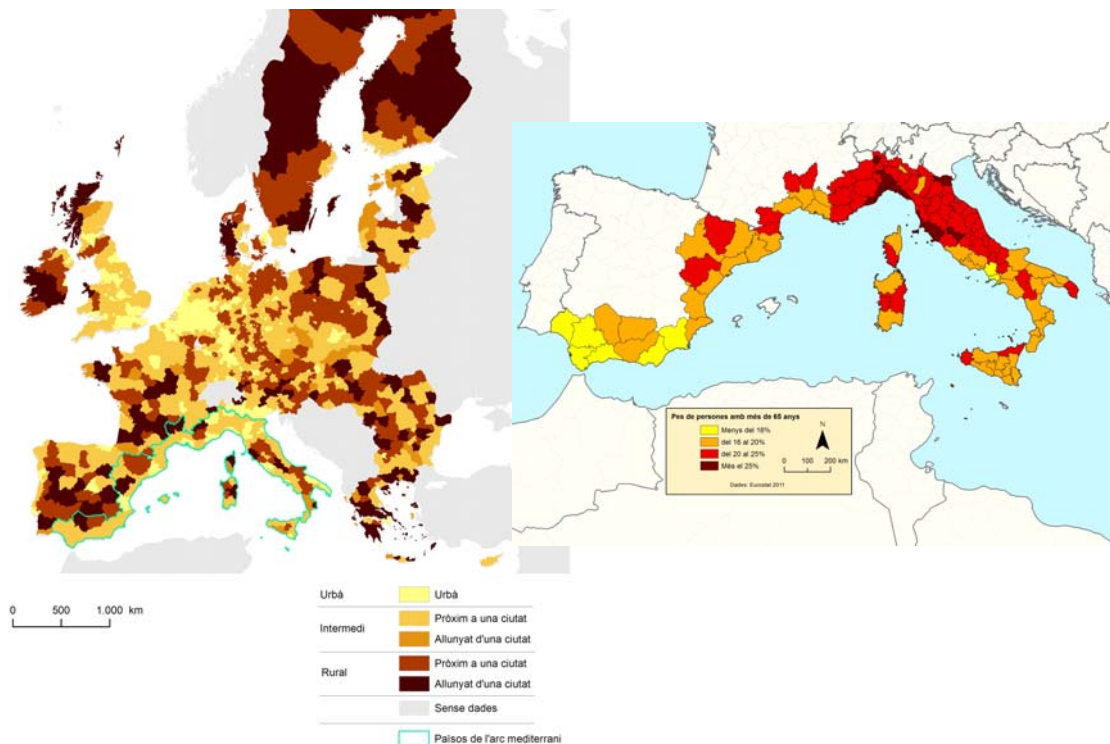 0 500 1.000 km
Urbà Urbà
Intermedi Pròxim a una ciutat
Allunyat d'una ciutat
Rural Pròxim a una ciutat
Allunyat d'una ciutat
Sense dades
Països de l'arc mediterrani
Pes de persones amb més de 65 anys
Menys del 16%
del 16 al 20%
del 20 al 25%
Més el 25%
N
0 100 200 km
Dades: Eurostat 2011